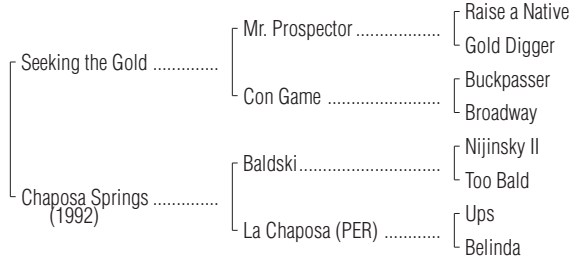 Raise a Native
Mr. Prospector ..................
Gold Digger
Seeking the Gold ..............
Buckpasser
Con Game ........................
Broadway
Nijinsky II
Baldski..............................
Too Bald
Chaposa Springs ..............
(1992)
Ups
La Chaposa (PER) ............
Belinda